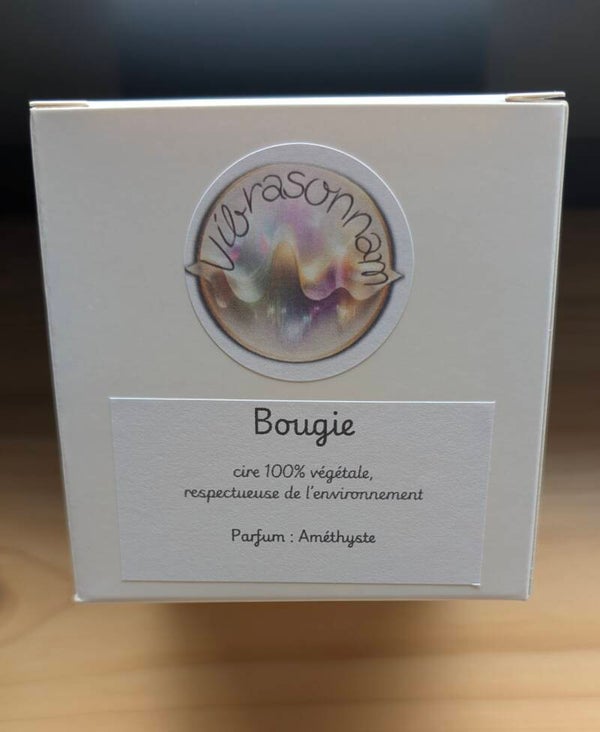 Vibrasonnam
Bougie
cire 100% végétale,
respectueuse de l'environnement
Parfum : Améthyste